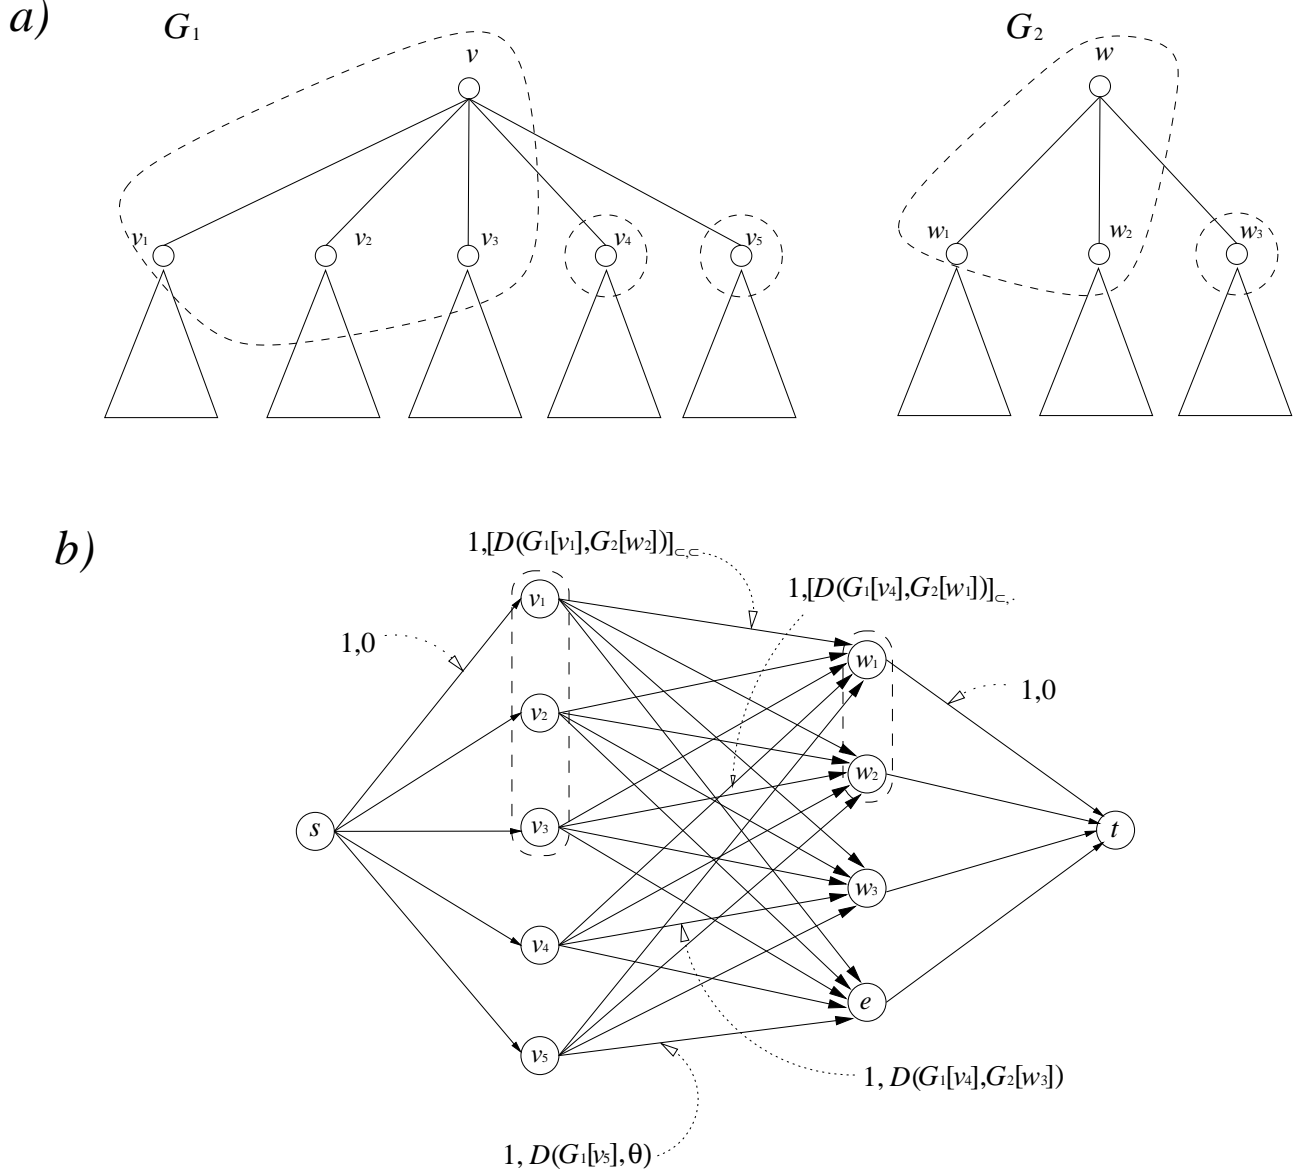 a)
G1 G2
v w
v1 v2 v3 v4 v5 w1 w2 w3
b)
1,[D(G1[v1],G2[w2])]⊂,⊂
1,[D(G1[v4],G2[w1])]⊂,.
v1
1,0
w1
1,0
v2
w2
s v3 t
w3
v4
e
v5
1, D(G1[v4],G2[w3])
1, D(G1[v5],θ)